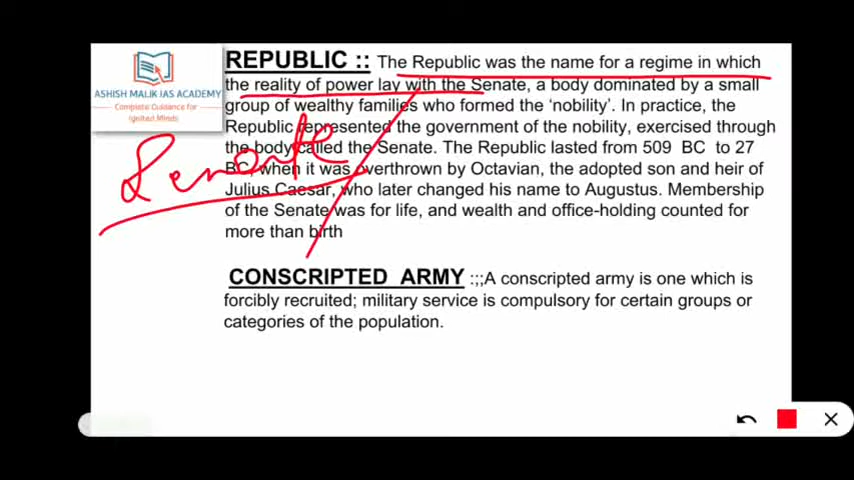 ASHISH MALIK IAS ACADEMY
Complete Guidance for
Ignited Minds
REPUBLIC :: The Republic was the name for a regime in which
the reality of power lay with the Senate, a body dominated by a small
group of wealthy families who formed the ‘nobility’. In practice, the
Republic represented the government of the nobility, exercised through
the body called the Senate. The Republic lasted from 509 BC to 27
BC, when it was overthrown by Octavian, the adopted son and heir of
Julius Caesar, who later changed his name to Augustus. Membership
of the Senate was for life, and wealth and office-holding counted for
more than birth
Senate
CONSCRIPTED ARMY :;;A conscripted army is one which is
forcibly recruited; military service is compulsory for certain groups or
categories of the population.